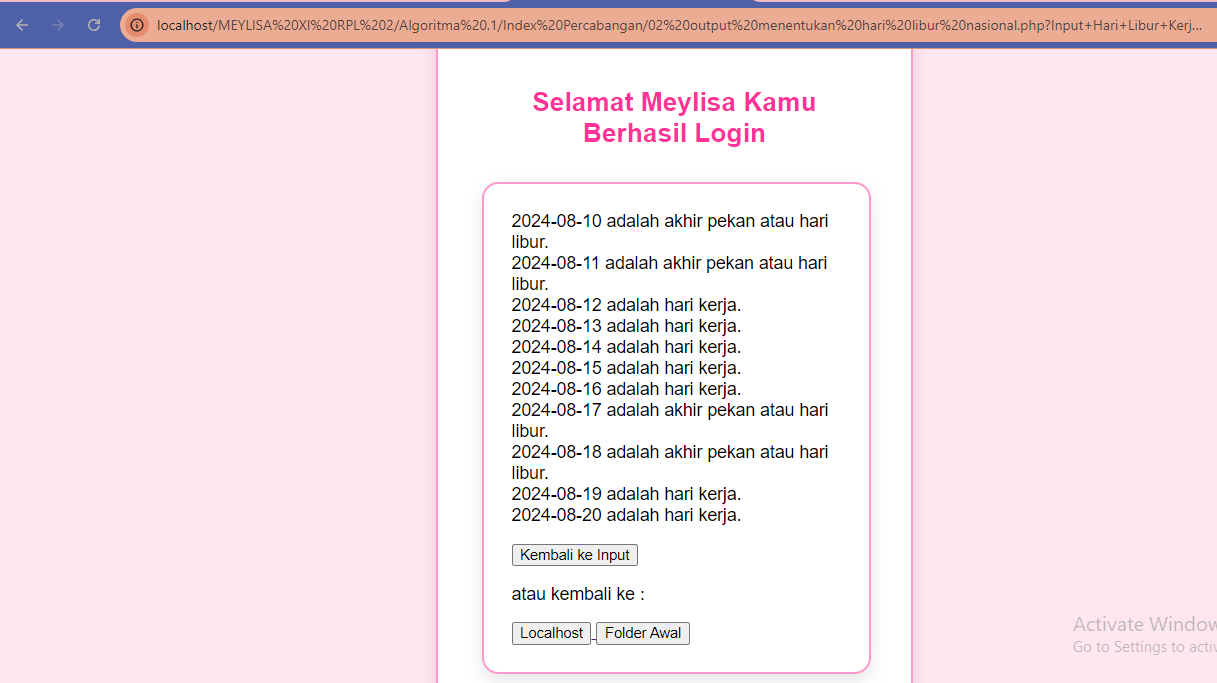 localhost/MEYLISA%20XI%20RPL%202/Algoritma%20.1/Index%20Percabangan/02%20output%20menentukan%20hari%20libur%20nasional.php?Input+Hari+Libur+Kerj...
Selamat Meylisa Kamu
Berhasil Login
2024-08-10 adalah akhir pekan atau hari
libur.
2024-08-11 adalah akhir pekan atau hari
libur.
2024-08-12 adalah hari kerja.
2024-08-13 adalah hari kerja.
2024-08-14 adalah hari kerja.
2024-08-15 adalah hari kerja.
2024-08-16 adalah hari kerja.
2024-08-17 adalah akhir pekan atau hari
libur.
2024-08-18 adalah akhir pekan atau hari
libur.
2024-08-19 adalah hari kerja.
2024-08-20 adalah hari kerja.
Kembali ke Input
atau kembali ke :
Localhost Folder Awal
Activate Window
Go to Settings to activ